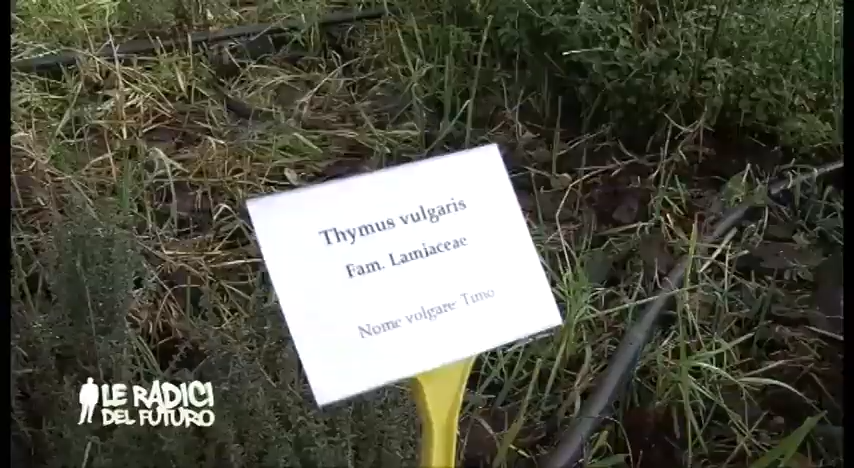 Thymus vulgaris
Fam. Lamiaceae
Nome volgare Timo
LE RADICI
DEL FUTURO